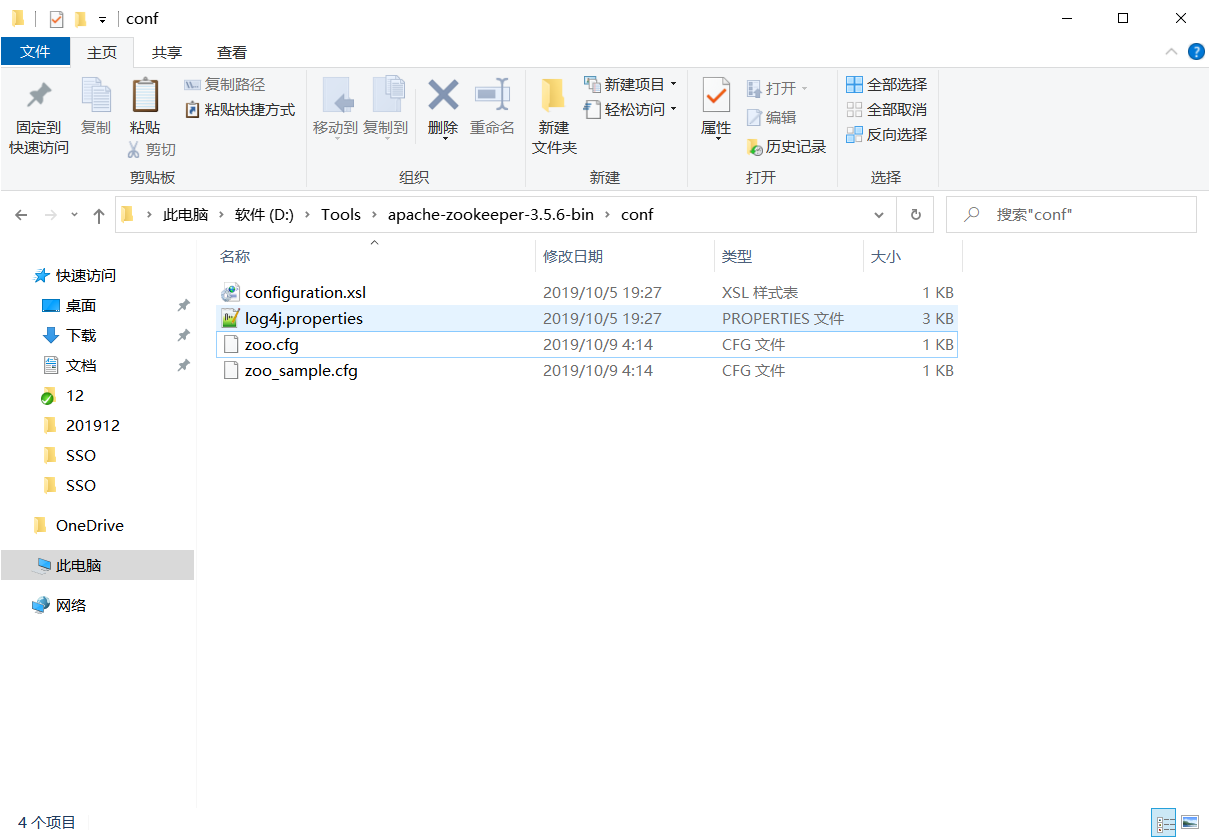 conf
文件 主页 共享 查看
固定到
快速访问
复制
粘贴
复制路径
粘贴快捷方式
剪切
剪贴板
移动到
复制到
删除
重命名
组织
新建
文件夹
新建项目
轻松访问
新建
属性
打开
编辑
历史记录
打开
全部选择
全部取消
反向选择
选择
此电脑 › 软件 (D:) › Tools › apache-zookeeper-3.5.6-bin › conf
搜索"conf"
快速访问
桌面
下载
文档
12
201912
SSO
SSO
OneDrive
此电脑
网络
名称 修改日期 类型 大小
configuration.xsl 2019/10/5 19:27 XSL 样式表 1 KB
log4j.properties 2019/10/5 19:27 PROPERTIES 文件 3 KB
zoo.cfg 2019/10/9 4:14 CFG 文件 1 KB
zoo_sample.cfg 2019/10/9 4:14 CFG 文件 1 KB
4 个项目